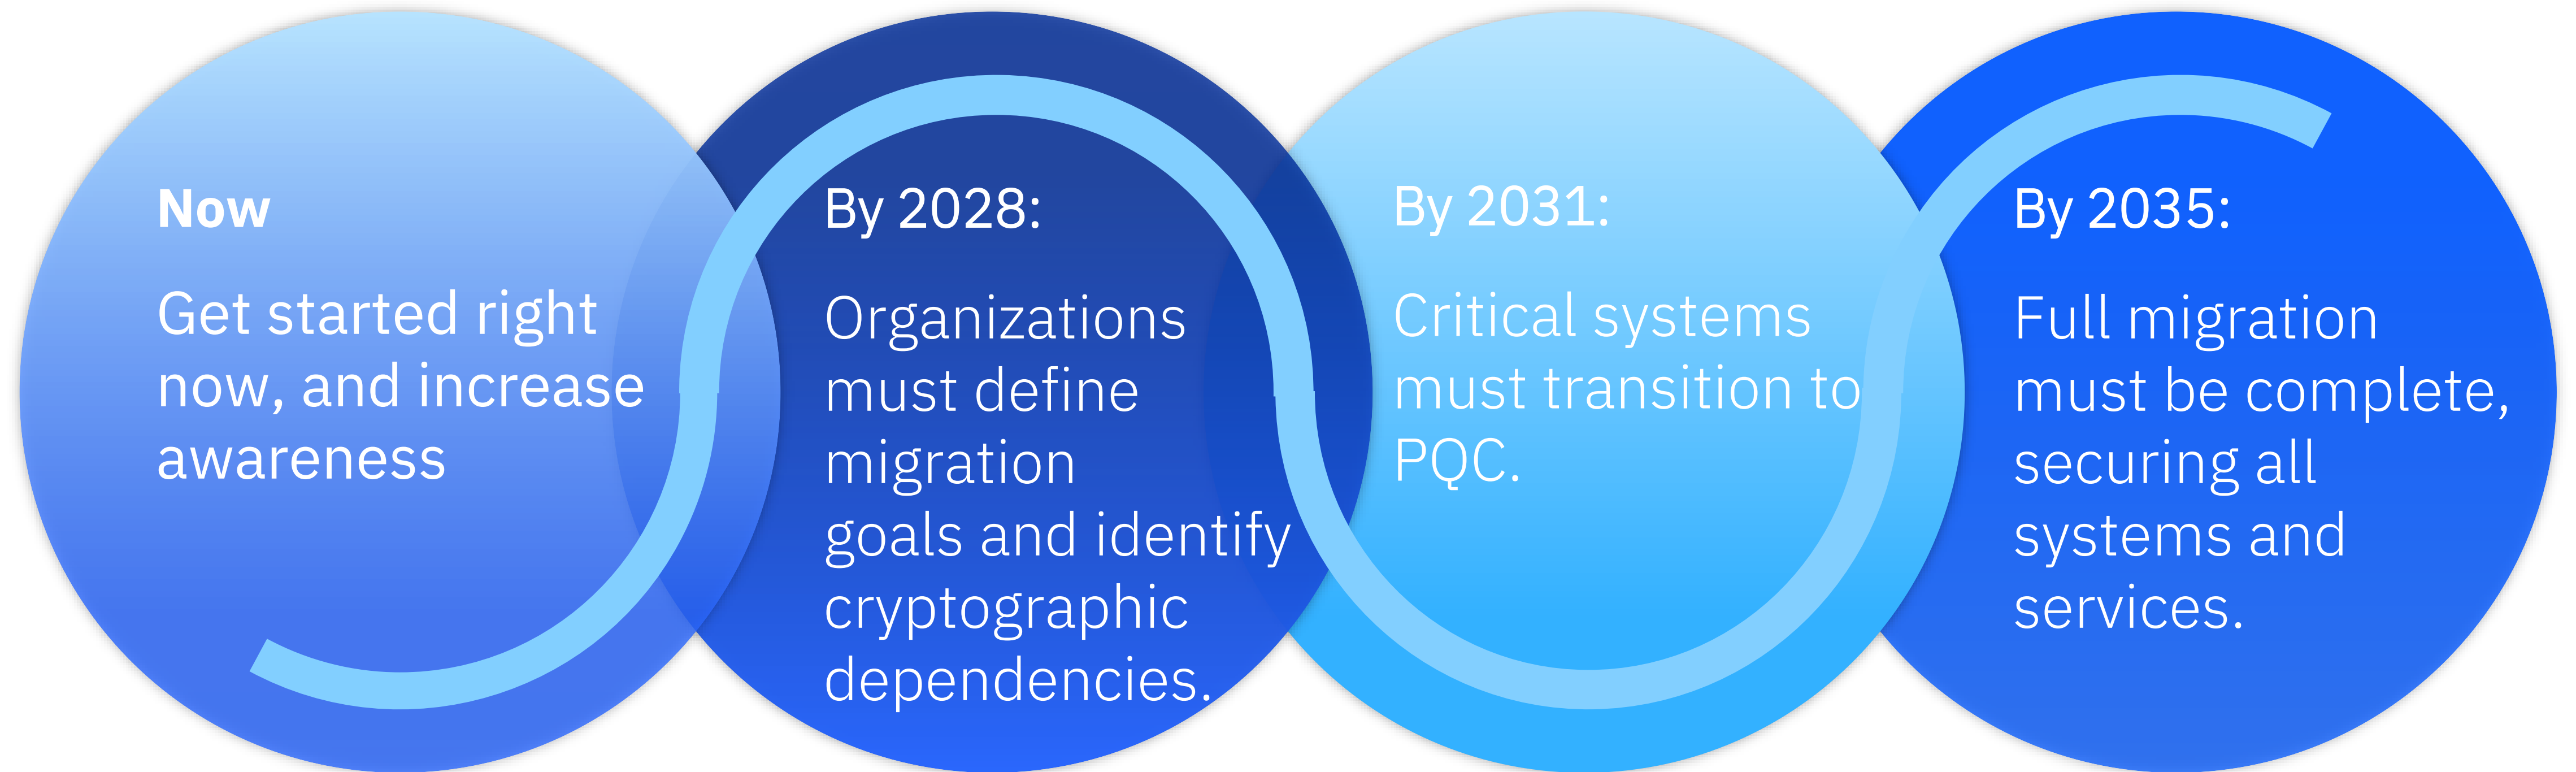 Now
Get started right
now, and increase
awareness
By 2028:
Organizations
must define
migration
goals and identify
cryptographic
dependencies.
By 2031:
Critical systems
must transition to
PQC.
By 2035:
Full migration
must be complete,
securing all
systems and
services.